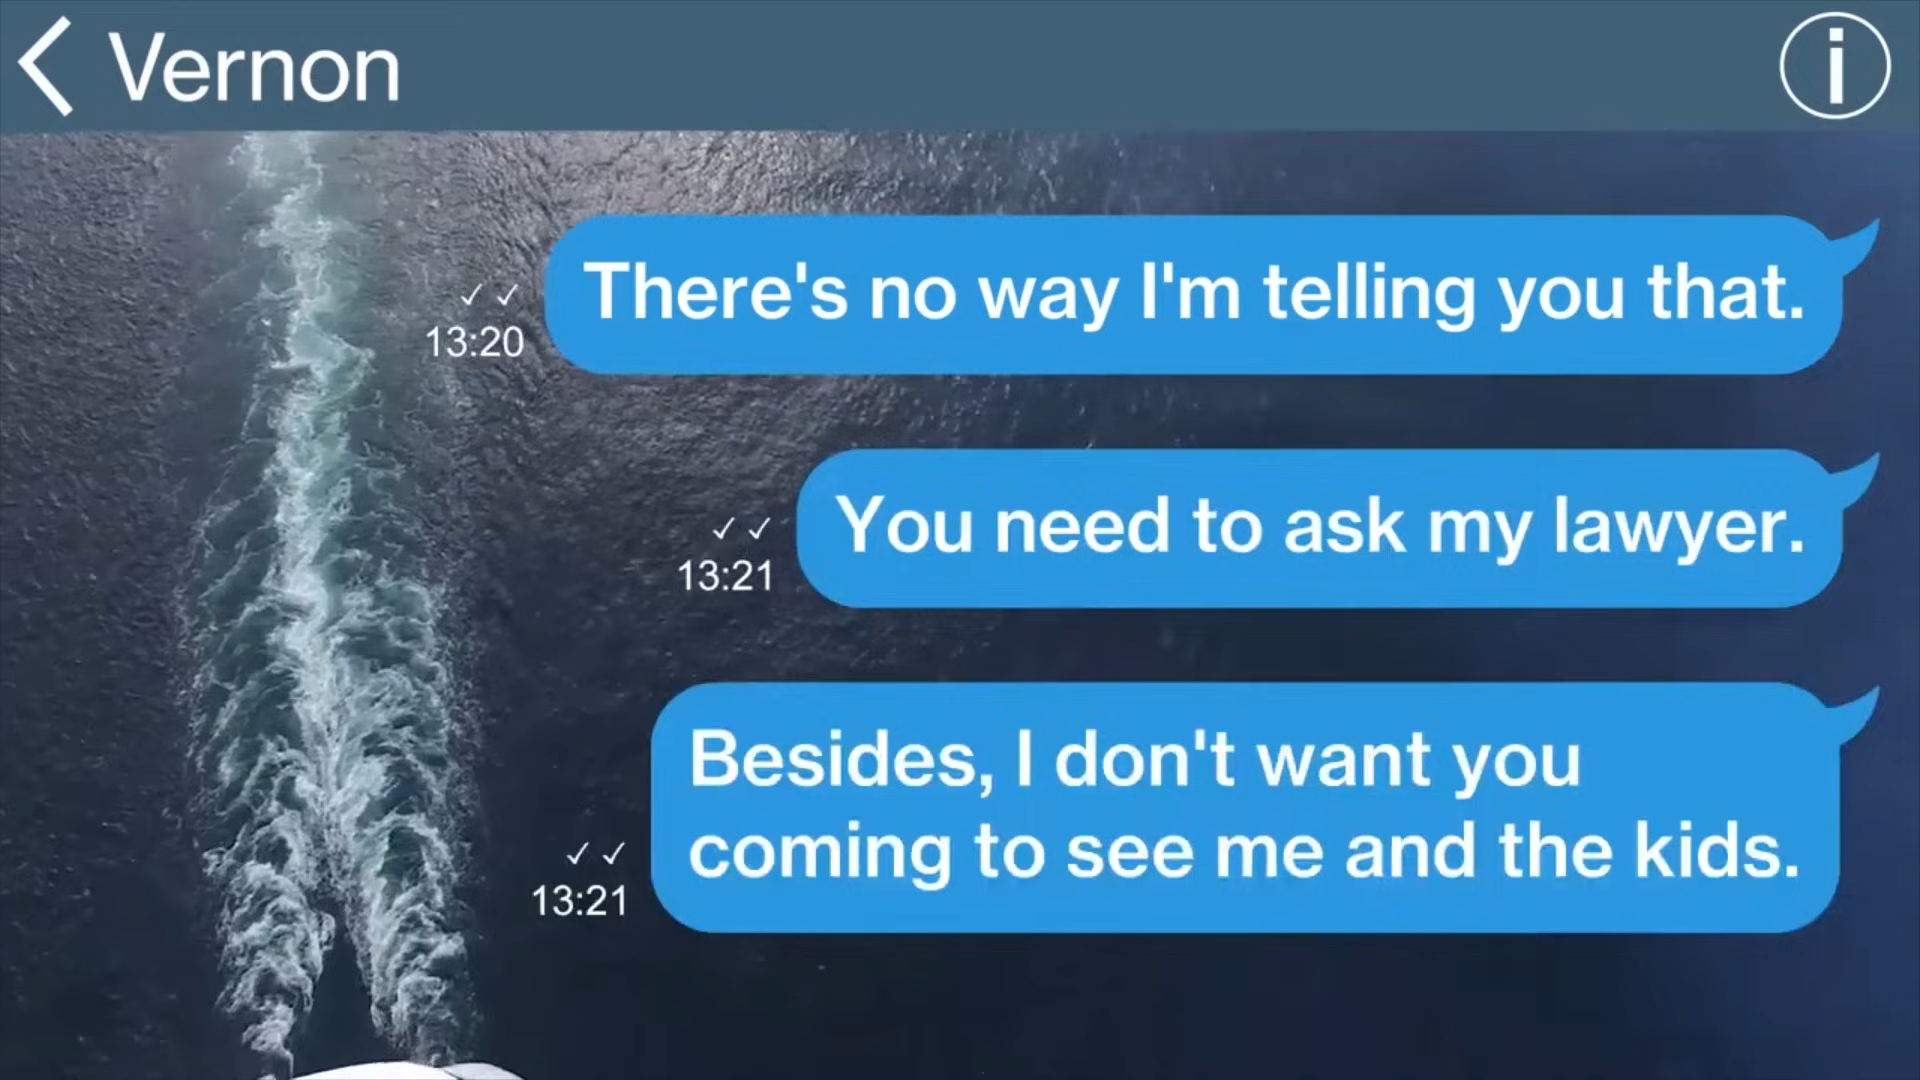 Vernon
There's no way I'm telling you that.
13:20
You need to ask my lawyer.
13:21
Besides, I don't want you
coming to see me and the kids.
13:21